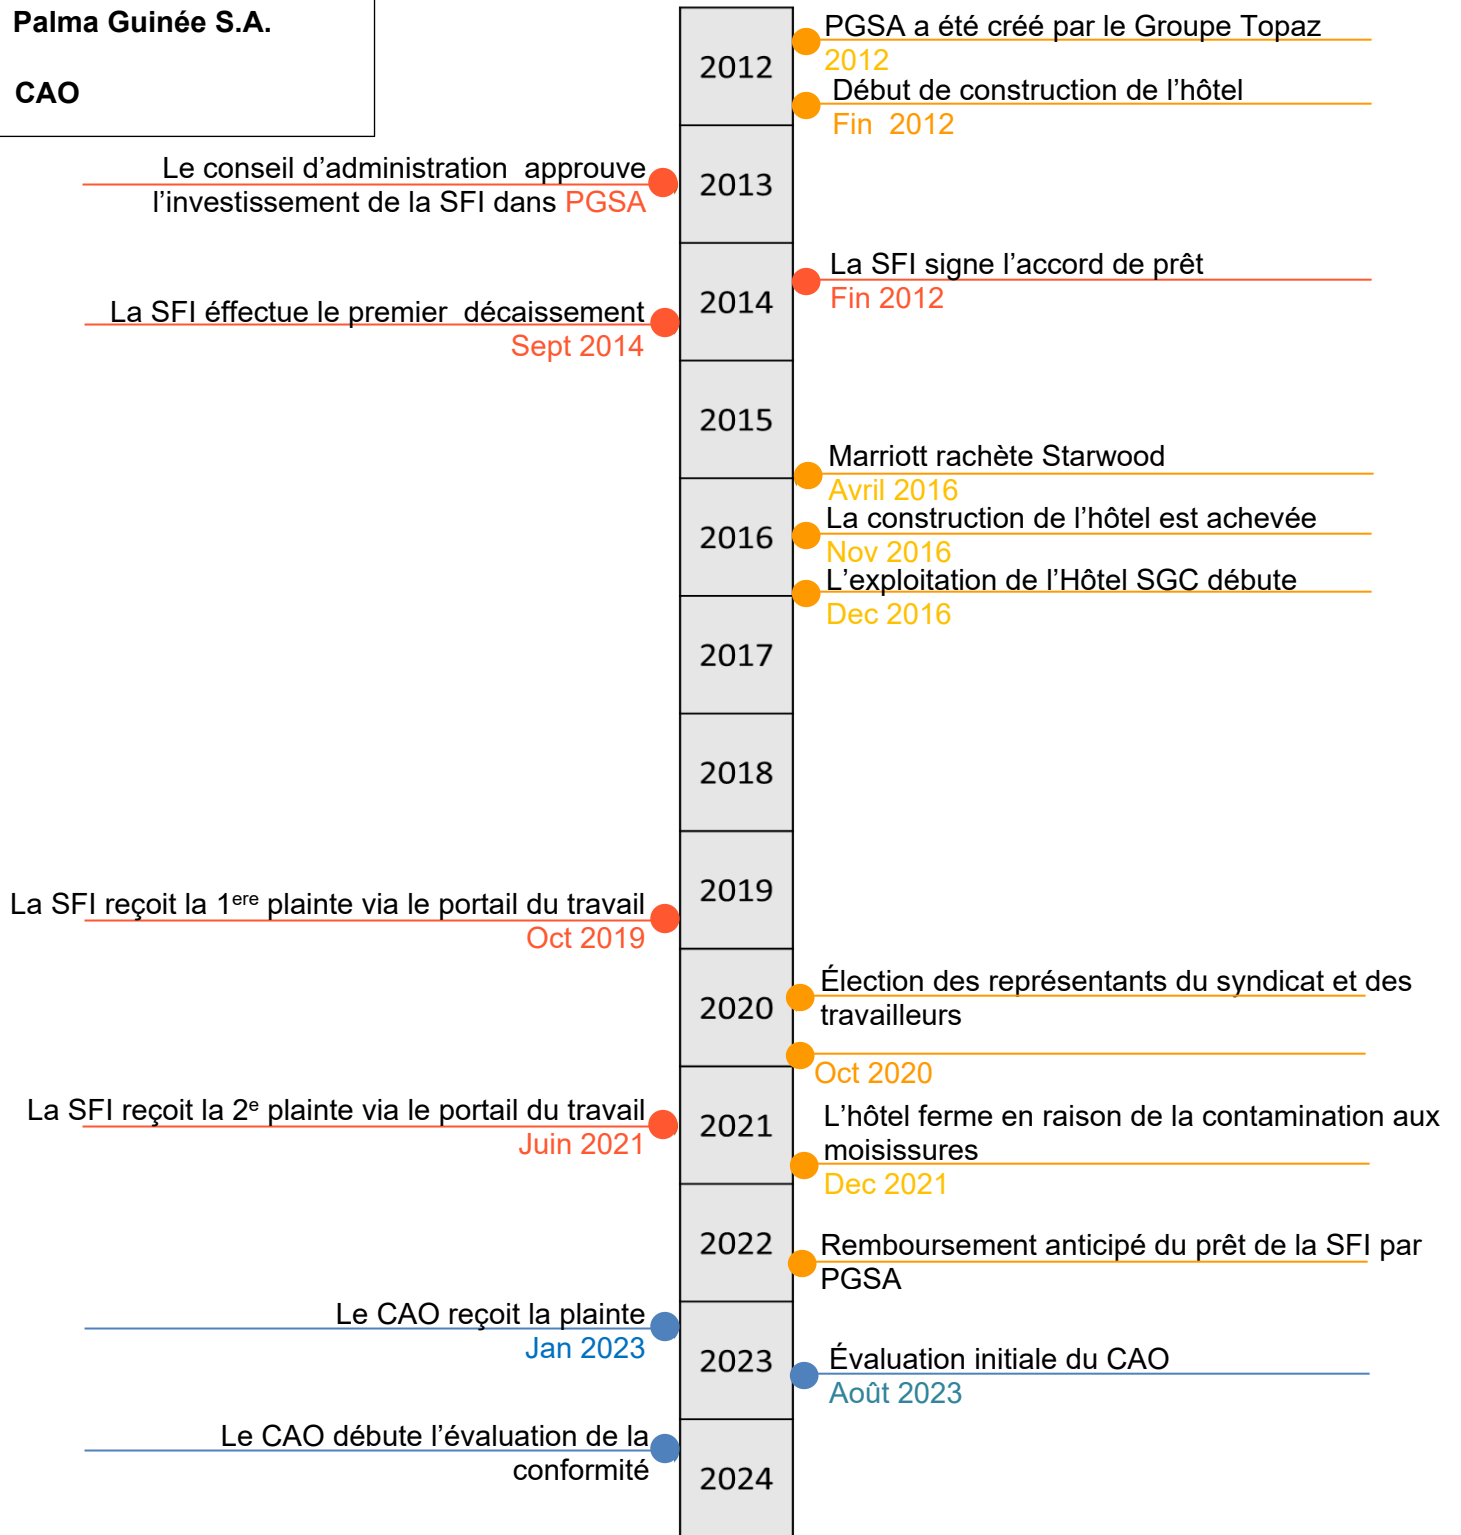 Palma Guinée S.A.
CAO
2012
PGSA a été créé par le Groupe Topaz
2012
Début de construction de l’hôtel
Fin  2012
Le conseil d’administration  approuve
l’investissement de la SFI dans PGSA
2013
La SFI signe l’accord de prêt
Fin 2012
La SFI éffectue le premier  décaissement
Sept 2014
2014
2015
Marriott rachète Starwood
Avril 2016
La construction de l’hôtel est achevée
Nov 2016
2016
L’exploitation de l’Hôtel SGC débute
Dec 2016
2017
2018
2019
La SFI reçoit la 1ere plainte via le portail du travail
Oct 2019
Élection des représentants du syndicat et des
travailleurs
2020
Oct 2020
La SFI reçoit la 2e plainte via le portail du travail
Juin 2021
2021
L’hôtel ferme en raison de la contamination aux
moisissures
Dec 2021
2022
Remboursement anticipé du prêt de la SFI par
PGSA
Le CAO reçoit la plainte
Jan 2023
2023
Évaluation initiale du CAO
Août 2023
Le CAO débute l’évaluation de la
conformité
2024